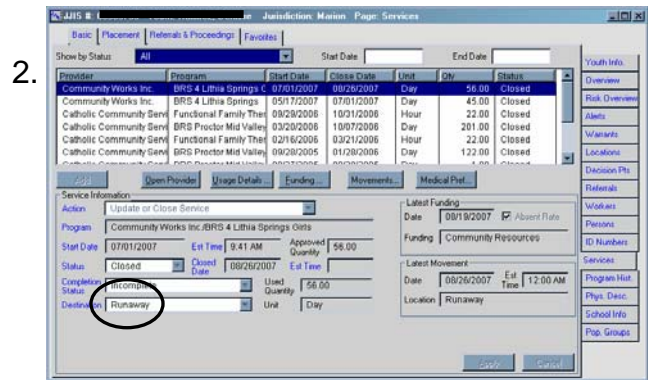 2.
JJIS #: Jurisdiction: Marion Page: Services
Basic Placement Referrals & Proceedings Favorites
Show by Status All Start Date End Date
Provider Program Start Date Close Date Unit Qty Status
Community Works Inc. BRS 4 Lithia Springs G 07/01/2007 08/26/2007 Day 56.00 Closed
Community Works Inc. BRS 4 Lithia Springs 05/17/2007 07/01/2007 Day 45.00 Closed
Catholic Community Servi Functional Family Ther 09/29/2006 10/31/2006 Hour 22.00 Closed
Catholic Community Servi BRS Proctor Mid Valley 03/20/2006 10/07/2006 Day 201.00 Closed
Catholic Community Servi Functional Family Ther 02/16/2006 03/21/2006 Hour 22.00 Closed
Catholic Community Servi BRS Proctor Mid Valley 09/28/2005 01/28/2006 Day 122.00 Closed
Add Open Provider Usage Details ... Funding... Movements... Medical Pref...
Service Information
Action Update or Close Service
Program Community Works Inc./BRS 4 Lithia Springs Girls
Start Date 07/01/2007 Est Time 9:41 AM Approved Quantity 56.00
Status Closed Closed Date 08/26/2007 Est Time
Completion Status Incomplete Used Quantity 56.00
Destination Runaway Unit Day
Latest Funding
Date 08/19/2007 Absent Rate
Funding Community Resources
Latest Movement
Date 08/26/2007 Est Time 12:00 AM
Location Runaway
Apply Cancel
Youth Info.
Overview
Risk Overview
Alerts
Warrants
Locations
Decision Pts
Referrals
Workers
Persons
ID Numbers
Services
Program Hist.
Phys. Desc.
School Info
Pop. Groups